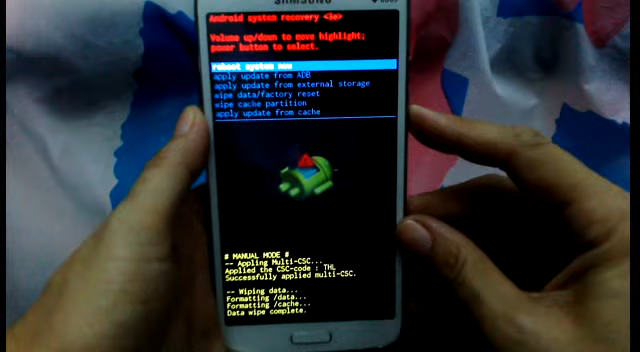 SAMSUNG
Android system recovery <3e>
Volume up/down to move highlight;
power button to select.
reboot system now
apply update from ADB
apply update from external storage
wipe data/factory reset
wipe cache partition
apply update from cache
# MANUAL MODE #
-- Appling Multi-CSC...
Applied the CSC-code : THL
Successfully applied multi-CSC.
-- Wiping data...
Formatting /data...
Formatting /cache...
Data wipe complete.